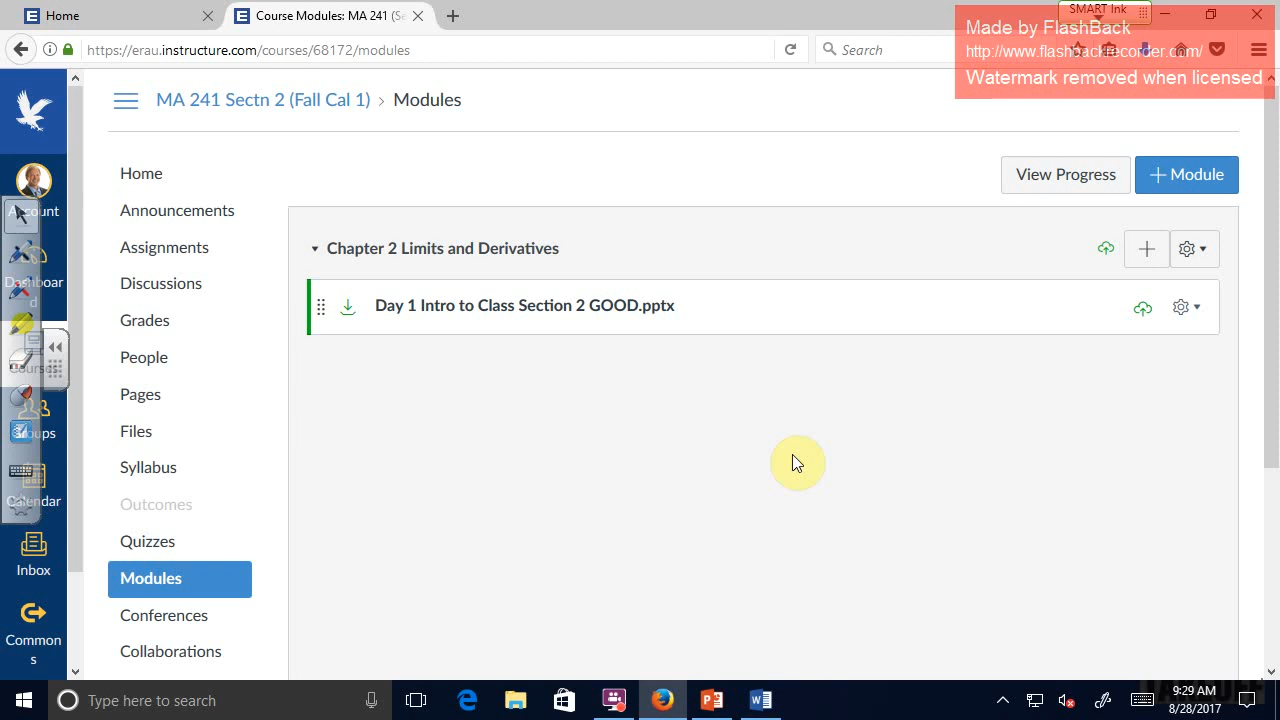 Home
Course Modules: MA 241 (Se
SMART Ink
https://erau.instructure.com/courses/68172/modules
Search
Made by FlashBack
http://www.flashbackrecorder.com/
Watermark removed when licensed
MA 241 Sectn 2 (Fall Cal 1) › Modules
View Progress
Module
Account
Dashboar
d
Courses
Groups
Calendar
Inbox
Common
s
Home
Announcements
Assignments
Discussions
Grades
People
Pages
Files
Syllabus
Outcomes
Quizzes
Modules
Conferences
Collaborations
Chapter 2 Limits and Derivatives
Day 1 Intro to Class Section 2 GOOD.pptx
Type here to search
9:29 AM
8/28/2017